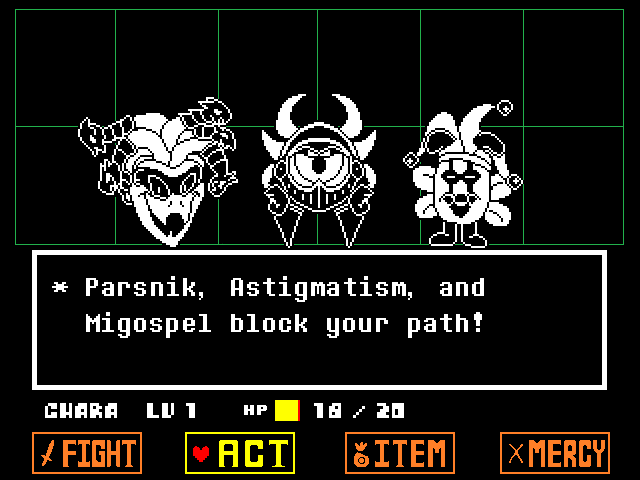 * Parsnik, Astigmatism, and
Migospel block your path!
CHARA LV 1 HP 18 / 20
FIGHT ACT ITEM MERCY